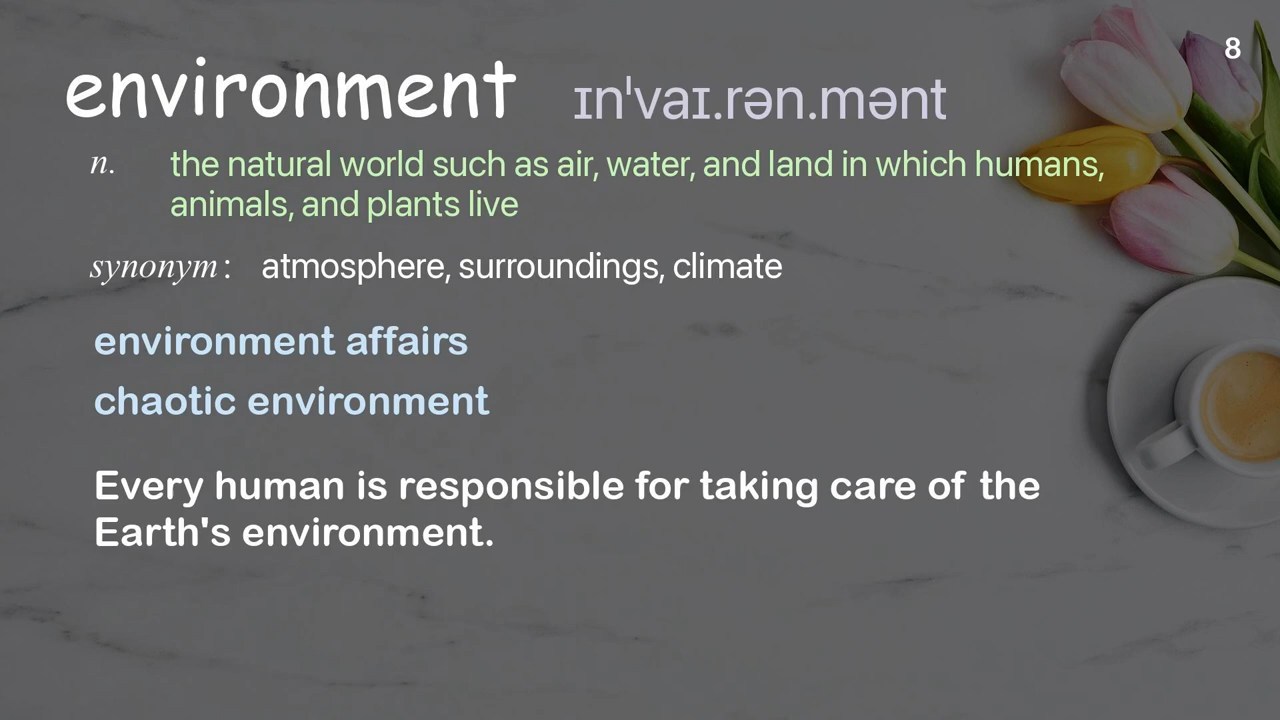 8
environment ɪnˈvaɪ.rən.mənt
n. the natural world such as air, water, and land in which humans,
animals, and plants live
synonym: atmosphere, surroundings, climate
environment affairs
chaotic environment
Every human is responsible for taking care of the
Earth's environment.